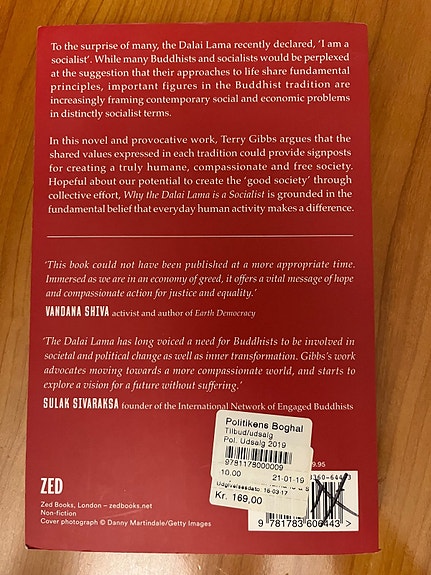 To the surprise of many, the Dalai Lama recently declared, 'I am a
socialist'. While many Buddhists and socialists would be perplexed
at the suggestion that their approaches to life share fundamental
principles, important figures in the Buddhist tradition are
increasingly framing contemporary social and economic problems
in distinctly socialist terms.
In this novel and provocative work, Terry Gibbs argues that the
shared values expressed in each tradition could provide signposts
for creating a truly humane, compassionate and free society.
Hopeful about our potential to create the 'good society' through
collective effort, Why the Dalai Lama is a Socialist is grounded in the
fundamental belief that everyday human activity makes a difference.
'This book could not have been published at a more appropriate time.
Immersed as we are in an economy of greed, it offers a vital message of hope
and compassionate action for justice and equality.'
VANDANA SHIVA activist and author of Earth Democracy
'The Dalai Lama has long voiced a need for Buddhists to be involved in
societal and political change as well as inner transformation. Gibbs's work
advocates moving towards a more compassionate world, and starts to
explore a vision for a future without suffering.'
SULAK SIVARAKSA founder of the International Network of Engaged Buddhists
Politikens Boghal
Tilbud/udsalg
Pol. Udsalg 2019
9781178000009
10.00 21-01-19
Udgivelsesdato: 15-03-17
Kr. 169,00
9.95
ZED
Zed Books, London – zedbooks.net
Non-fiction
Cover photograph © Danny Martindale/Getty Images
9 781783 606443 >